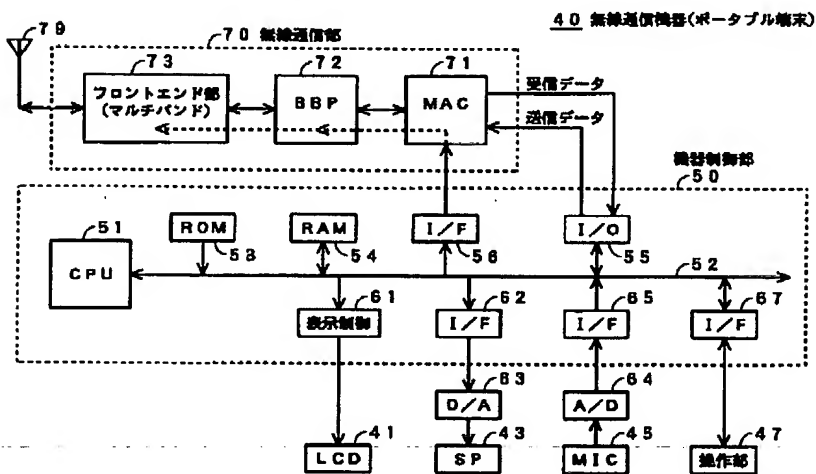 40 無線通信機器(ポータブル端末)
79
70 無線通信部
73
フロントエンド部
(マルチバンド)
72
BBP
71
MAC
受信データ
送信データ
機器制御部
50
51
CPU
ROM
53
RAM
54
I/F
56
I/O
55
52
61
表示制御
62
I/F
65
I/F
67
I/F
63
D/A
64
A/D
41
LCD
43
SP
45
MIC
47
操作部